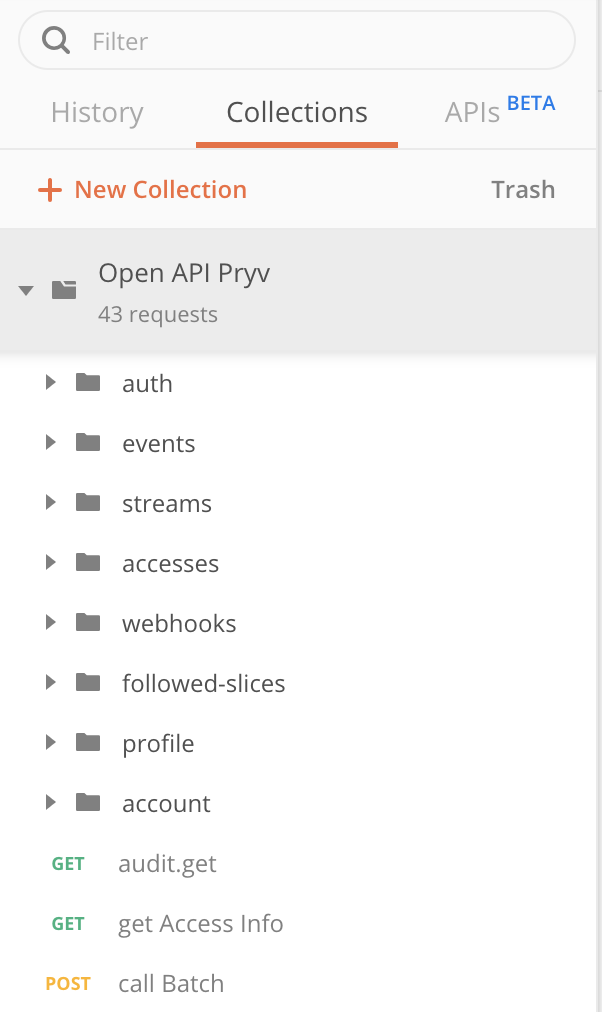 Filter
History Collections APIs BETA
New Collection Trash
Open API Pryv
43 requests
auth
events
streams
accesses
webhooks
followed-slices
profile
account
GET audit.get
GET get Access Info
POST call Batch